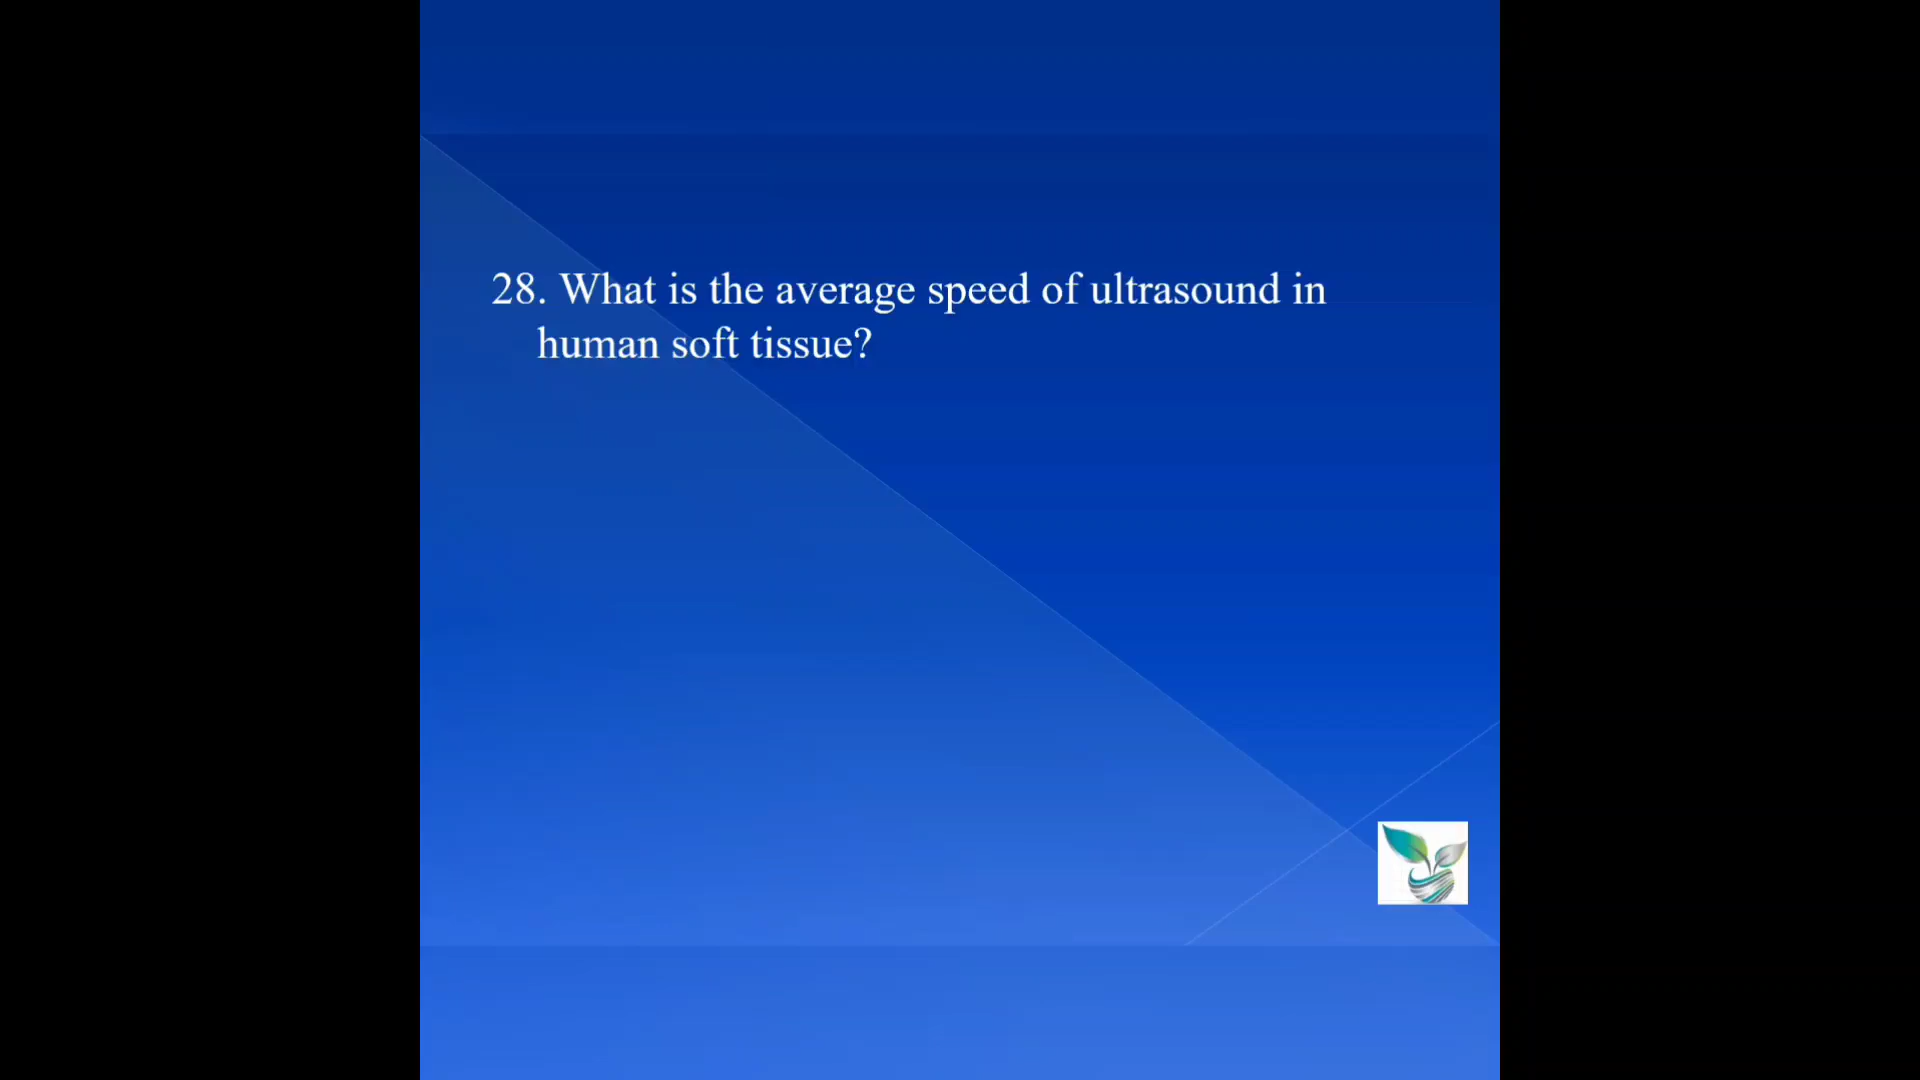 28. What is the average speed of ultrasound in
human soft tissue?